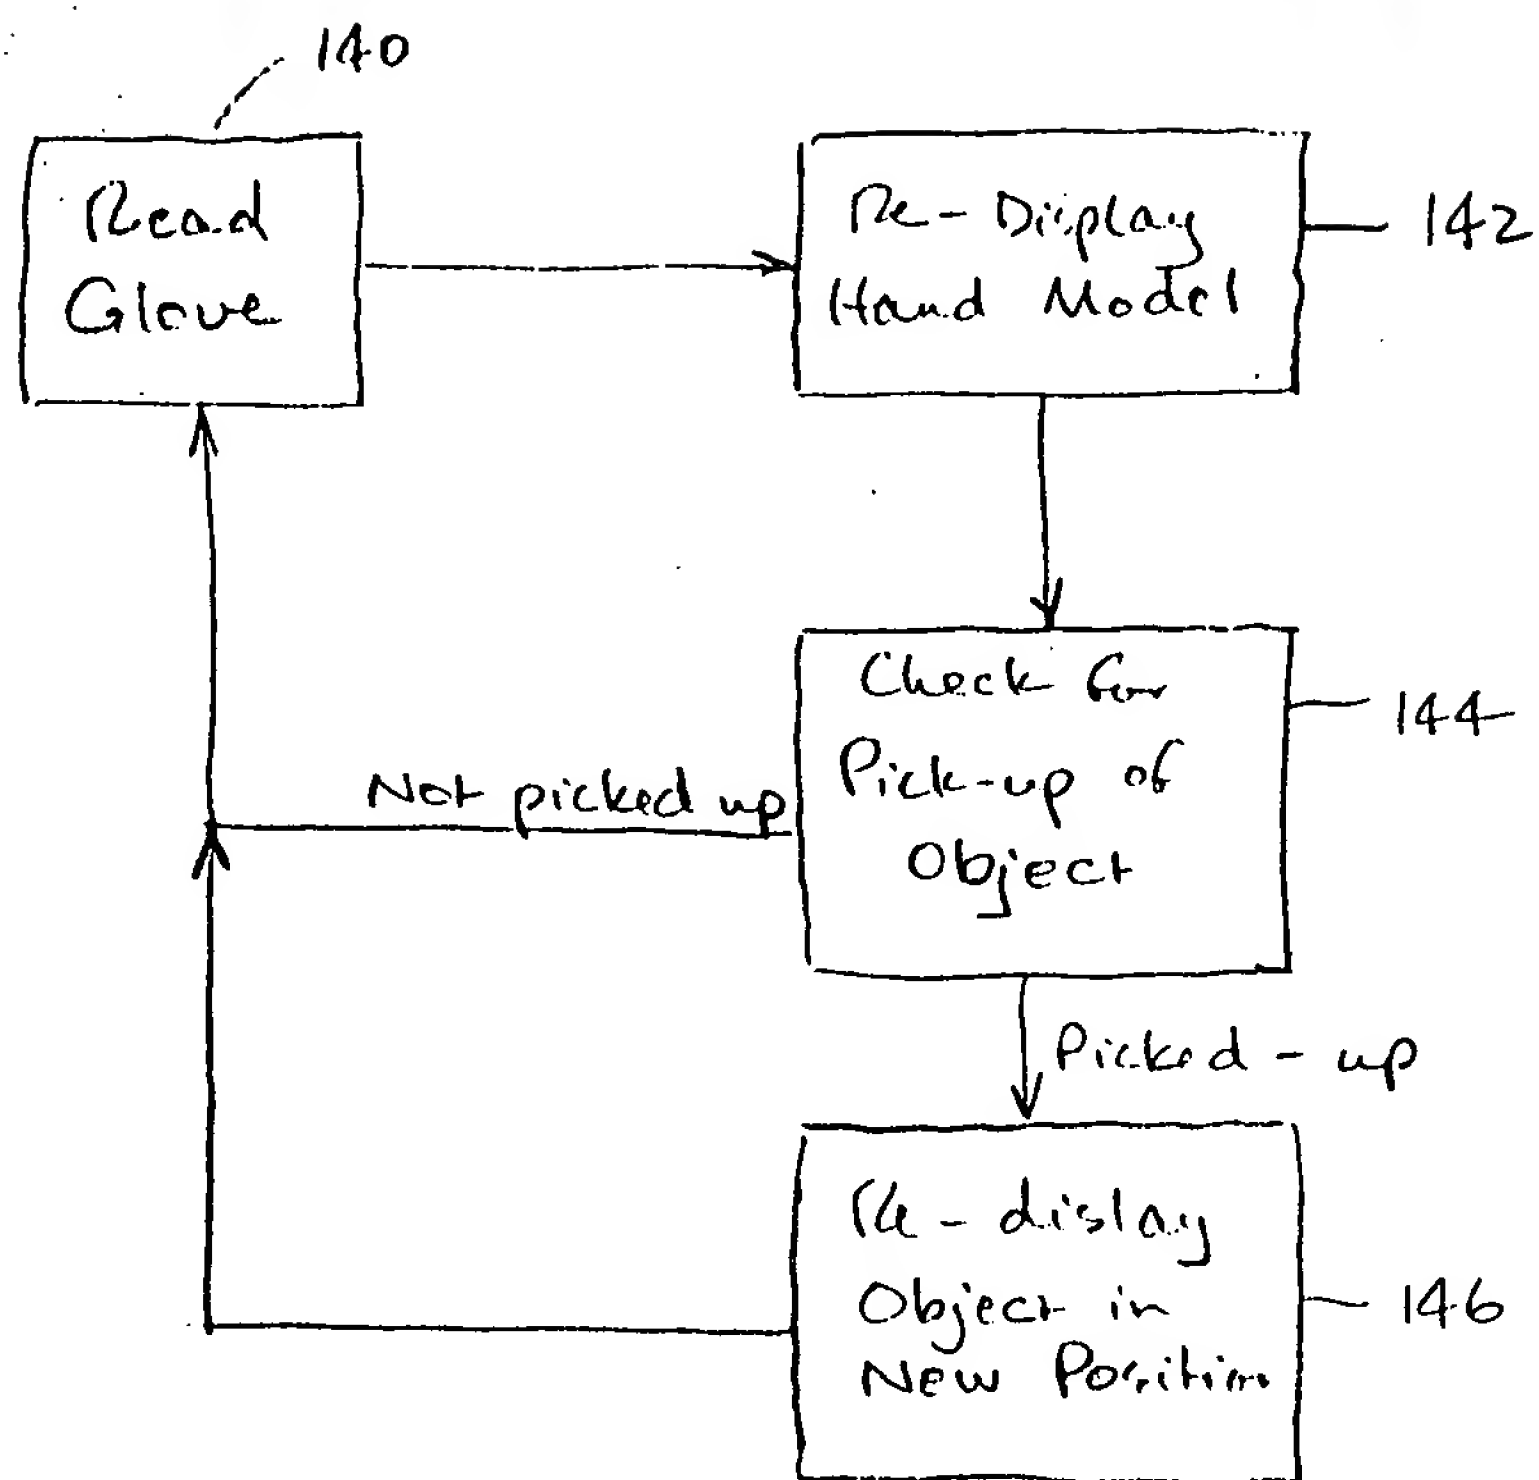 140
Read
Glove
Re-Display
Hand Model
142
Check for
Pick-up of
Object
144
Not picked up
Picked-up
Re-dislay
Object in
New Position
146